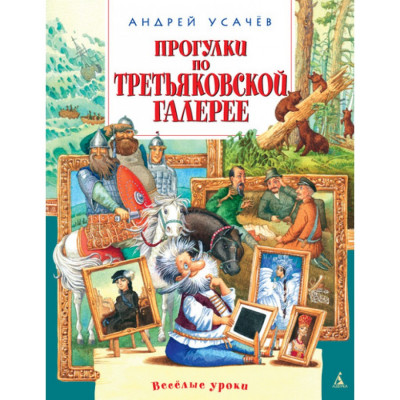 АНДРЕЙ УСАЧЁВ
ПРОГУЛКИ
ПО
ТРЕТЬЯКОВСКОЙ
ГАЛЕРЕЕ
Весёлые уроки